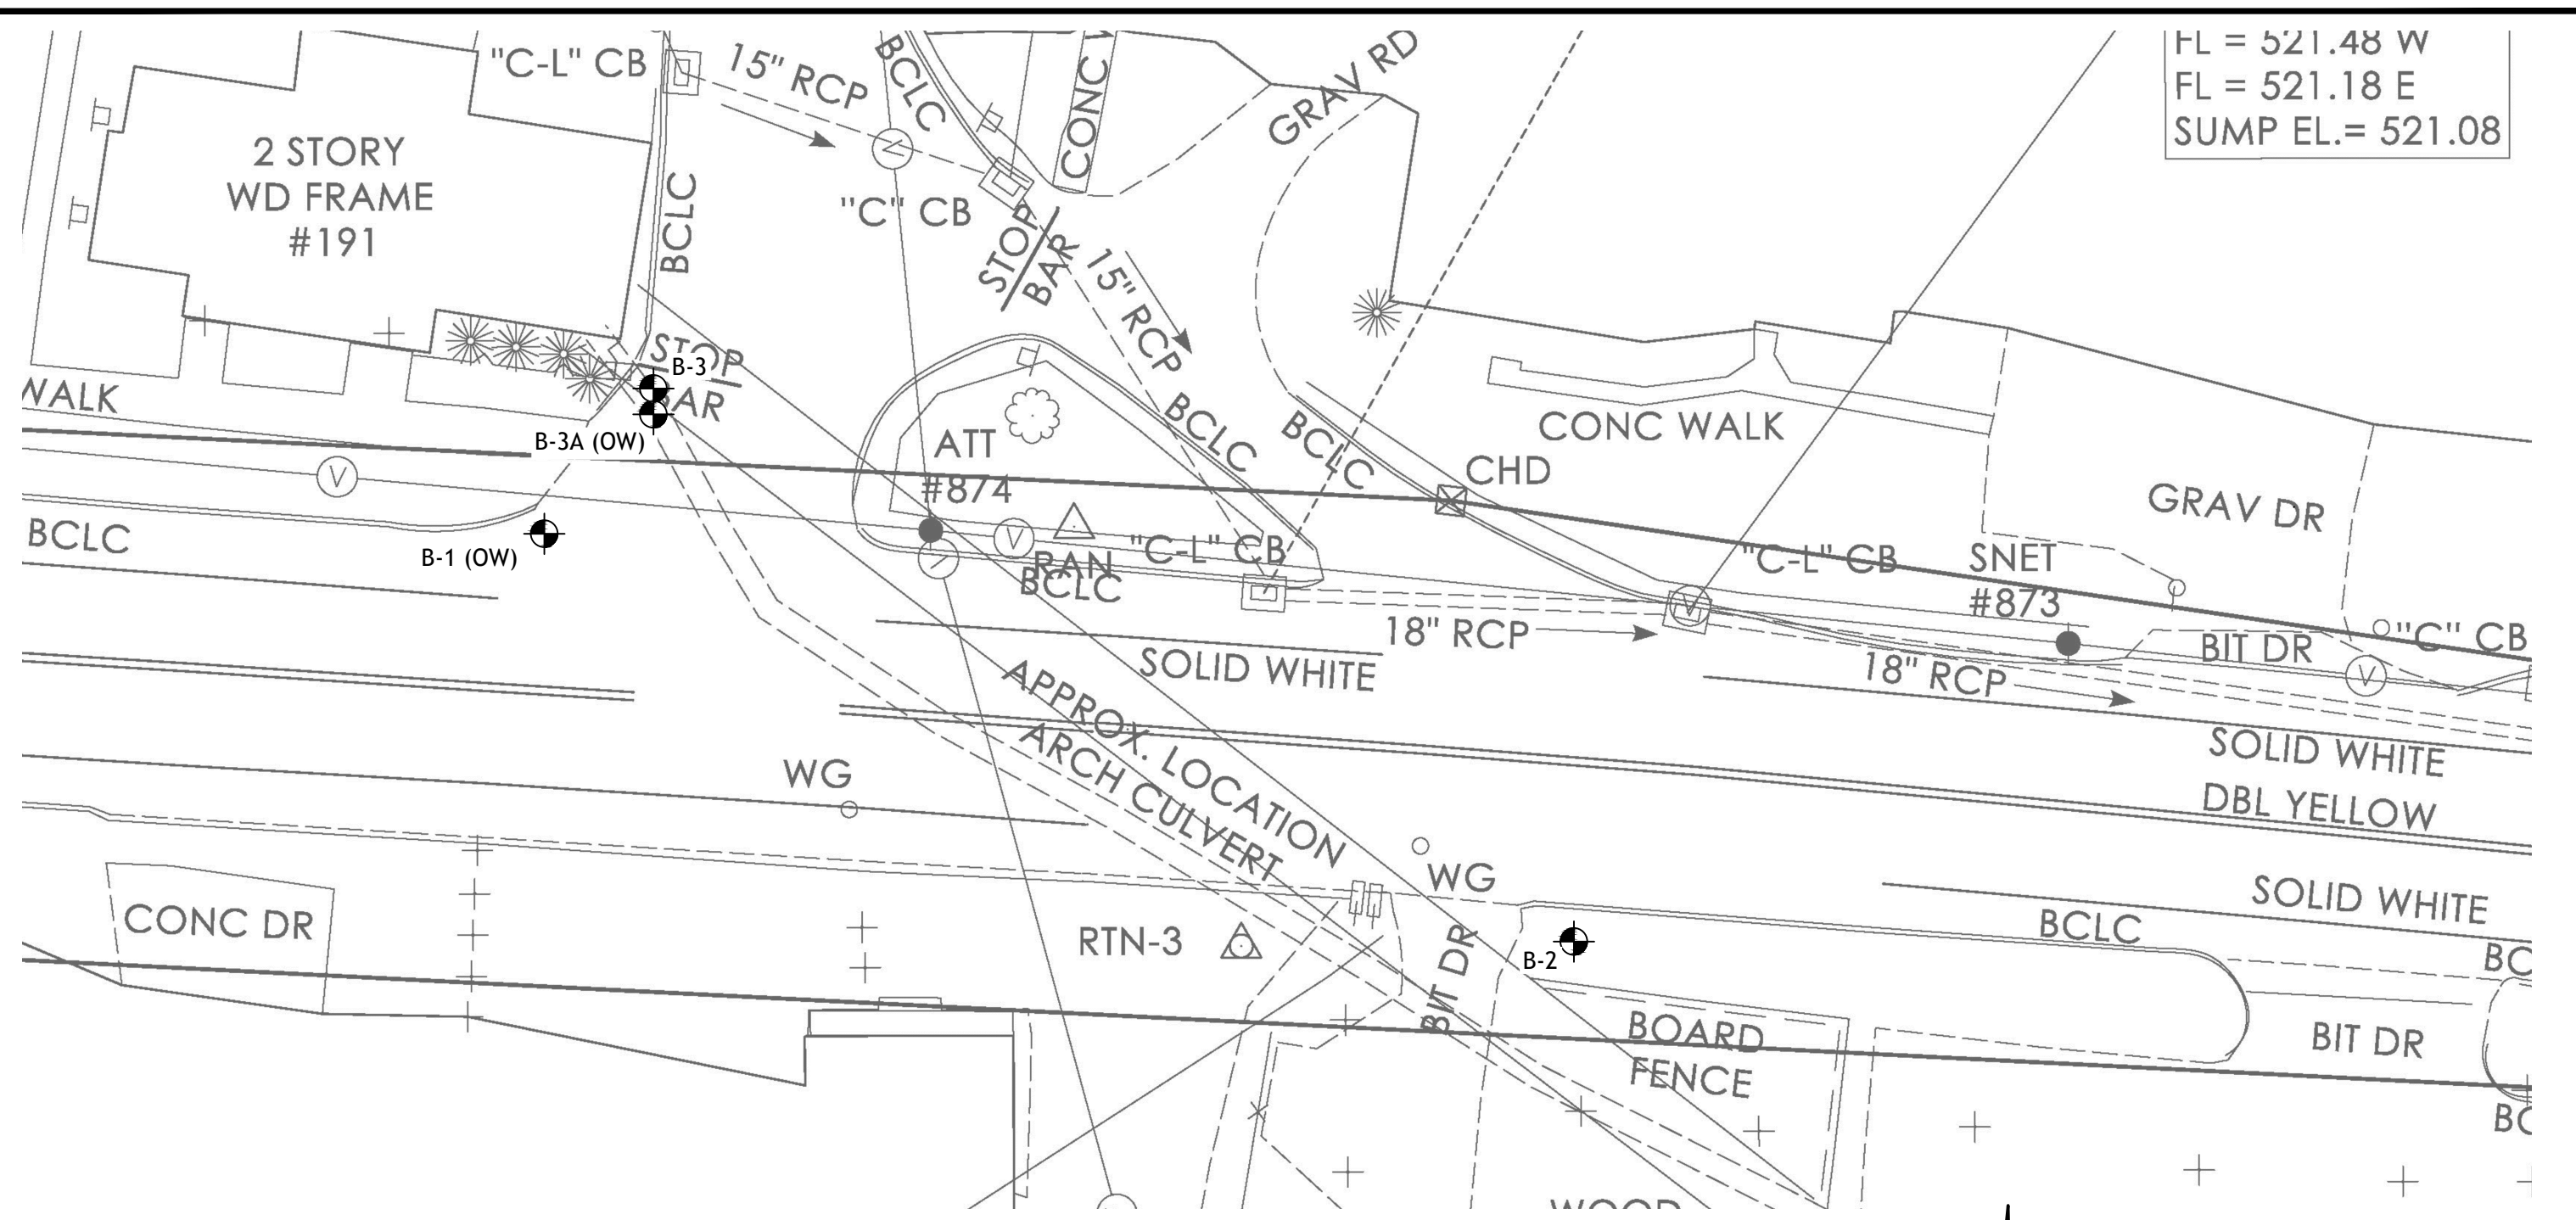 FL = 521.48 W
FL = 521.18 E
SUMP EL.= 521.08
"C-L" CB
15" RCP
BCLC
CONC
GRAV RD
2 STORY
WD FRAME
#191
BCLC
"C" CB
STOP
BAR
15" RCP
STOP
BAR
B-3
B-3A (OW)
WALK
V
BCLC
B-1 (OW)
ATT
#874
BCLC
BCLC
CHD
CONC WALK
GRAV DR
V
RAN
"C-L" CB
BCLC
"C-L" CB
V
SNET
#873
18" RCP
SOLID WHITE
18" RCP
BIT DR
"C" CB
V
SOLID WHITE
DBL YELLOW
APPROX. LOCATION
ARCH CULVERT
WG
WG
SOLID WHITE
BCLC
CONC DR
RTN-3
BIT DR
B-2
BOARD
FENCE
BIT DR